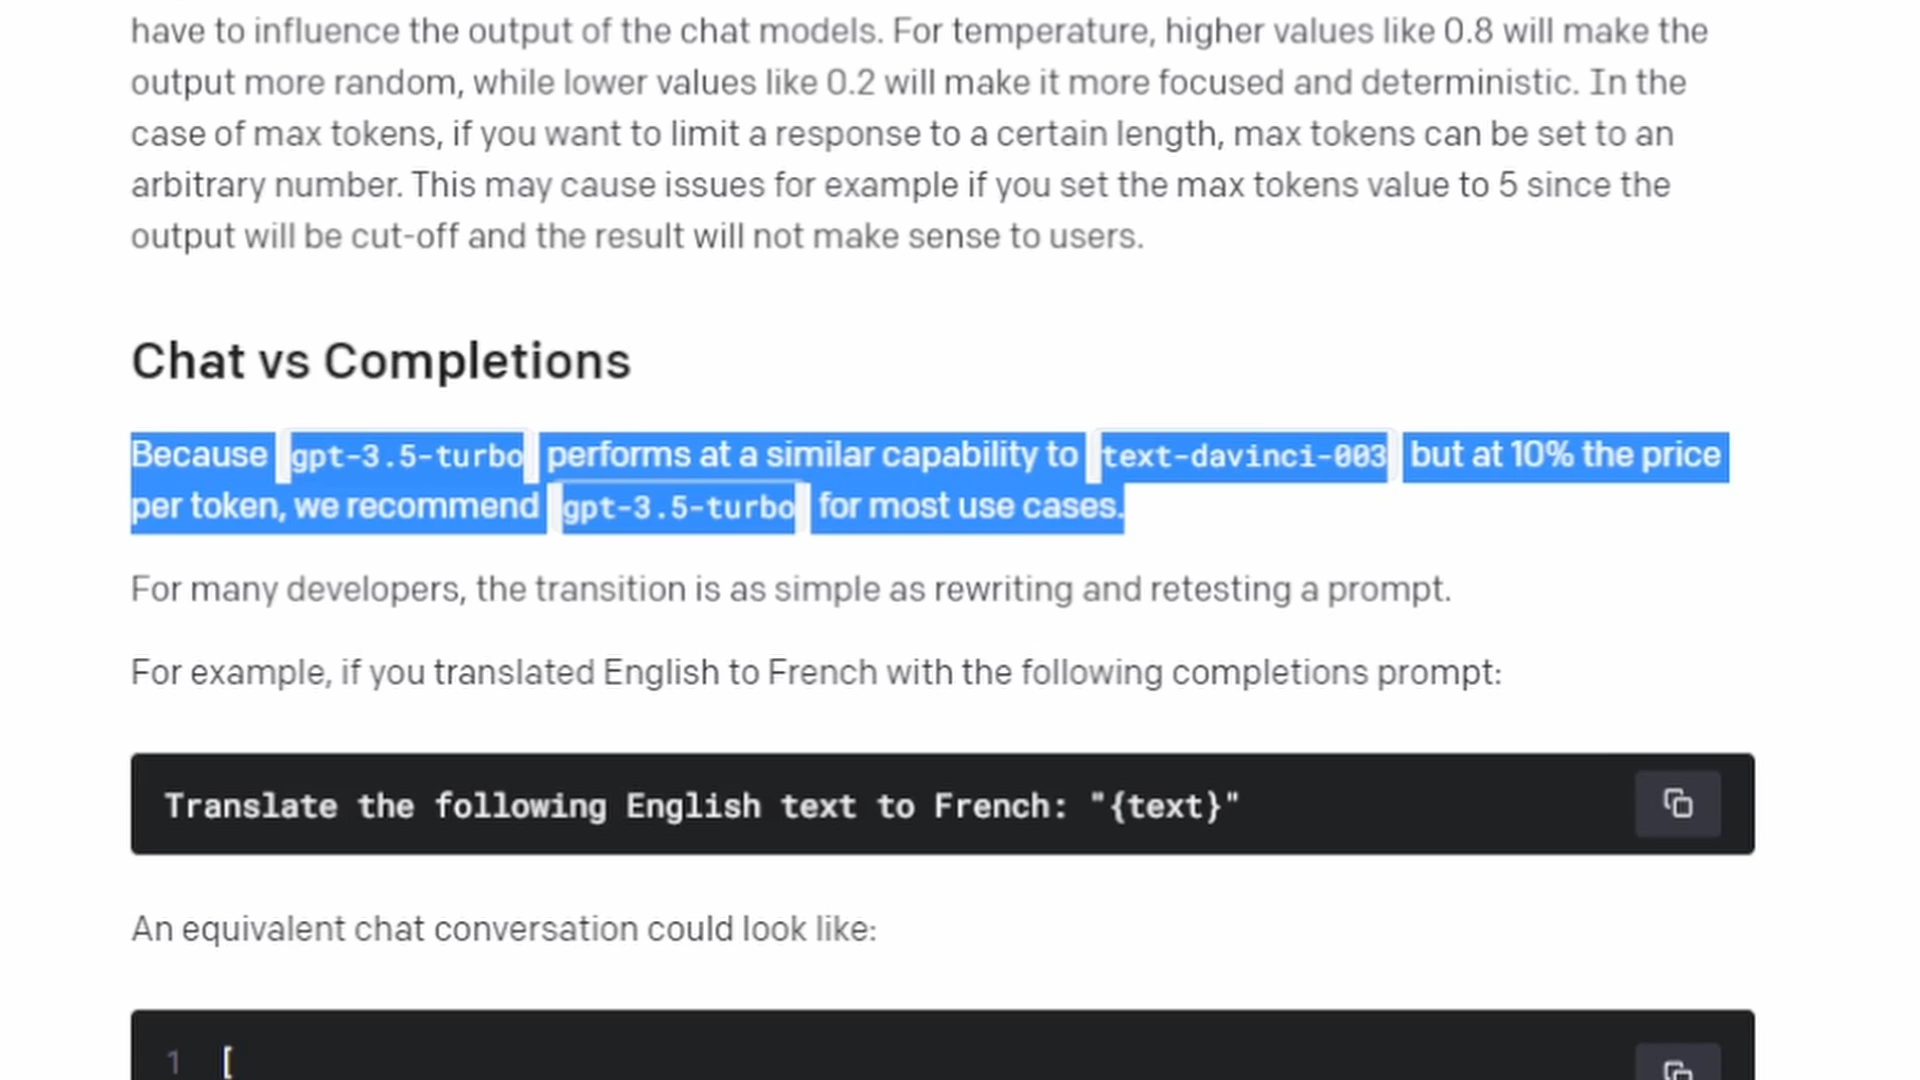 have to influence the output of the chat models. For temperature, higher values like 0.8 will make the
output more random, while lower values like 0.2 will make it more focused and deterministic. In the
case of max tokens, if you want to limit a response to a certain length, max tokens can be set to an
arbitrary number. This may cause issues for example if you set the max tokens value to 5 since the
output will be cut-off and the result will not make sense to users.
Chat vs Completions
Because gpt-3.5-turbo performs at a similar capability to text-davinci-003 but at 10% the price
per token, we recommend gpt-3.5-turbo for most use cases.
For many developers, the transition is as simple as rewriting and retesting a prompt.
For example, if you translated English to French with the following completions prompt:
Translate the following English text to French: "{text}"
An equivalent chat conversation could look like:
1 [